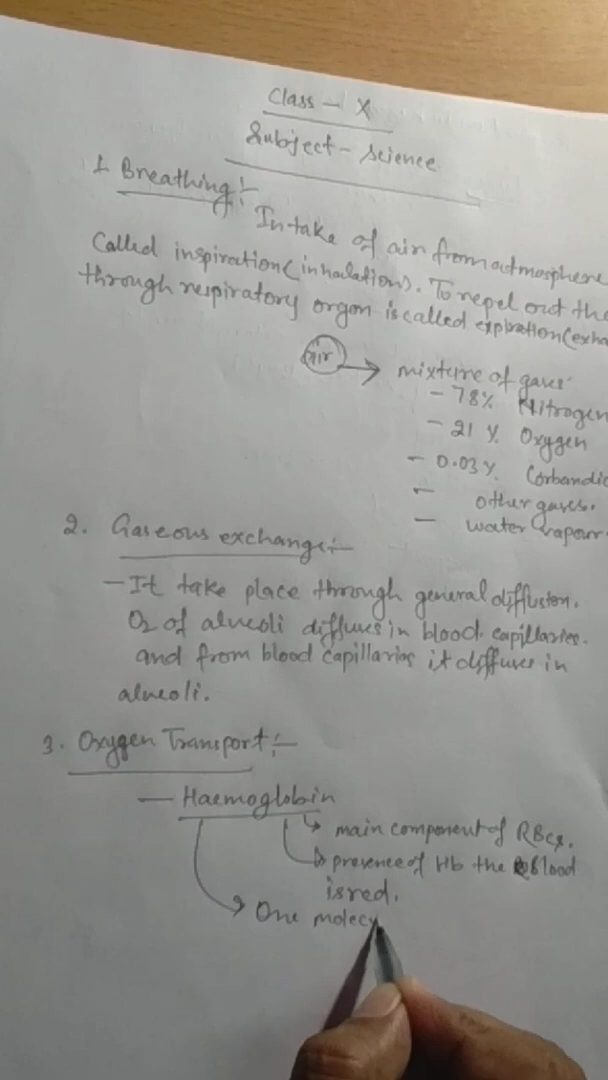 Class - X
Subject - Science
1 Breathing:-
Intake of air from atmosphere
Called inspiration (inhalations). To repel out the
through respiratory orgon is called expiration (exha
air → mixture of gases
- 78% Nitrogen
- 21 % Oxygen
- 0.03 % Corbandio
- other gases.
- water vapour
2. Gaseous exchange:-
- It take place through general diffusion.
O2 of alveoli diffuses in blood capillaries.
and from blood capillaries it diffuses in
alveoli.
3. Oxygen Transport:-
- Haemoglobin
main component of RBCs.
presence of Hb the blood
is red.
One molecu